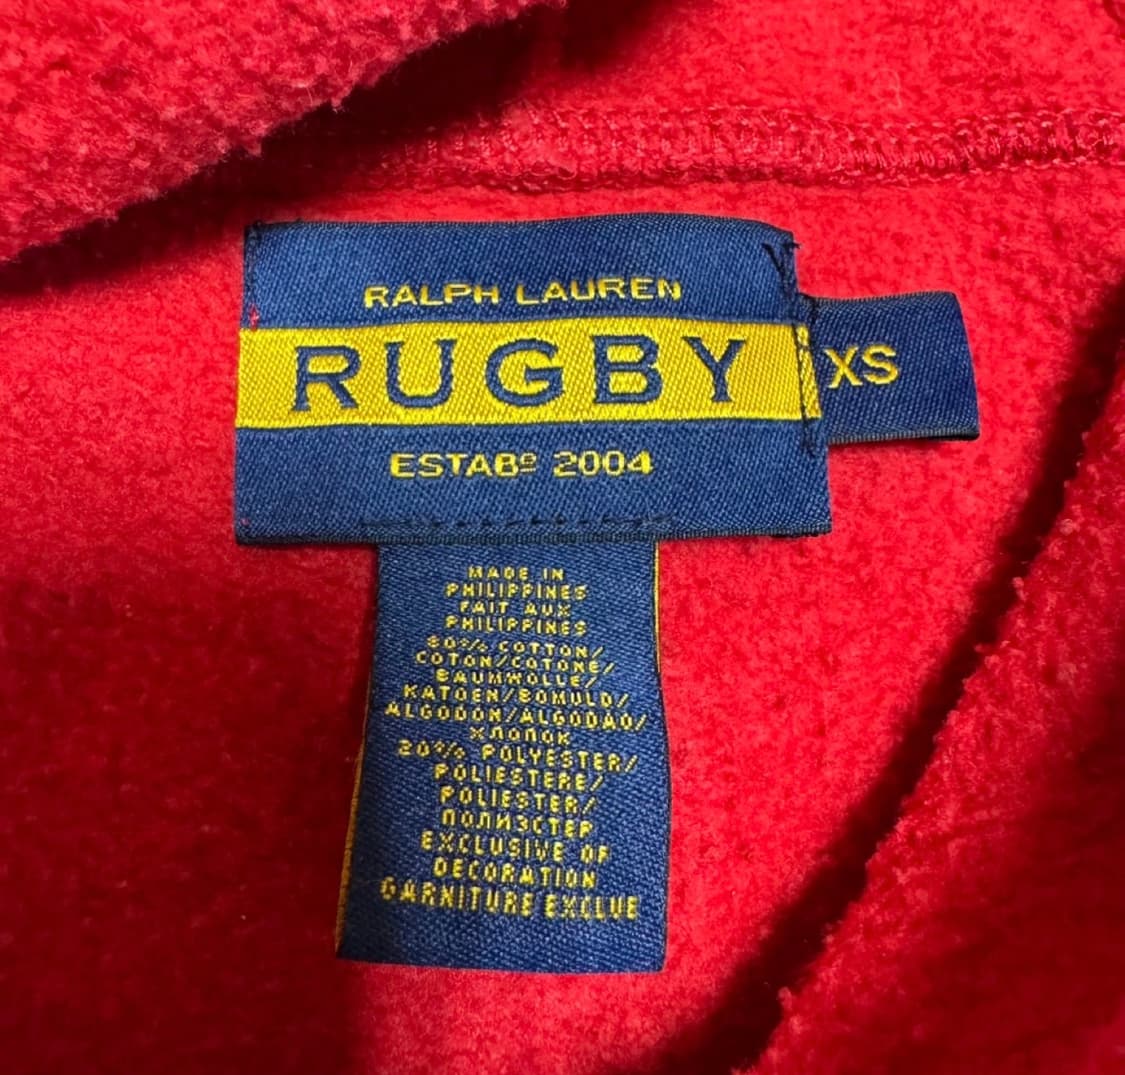 RALPH LAUREN
RUGBY
XS
ESTABᴰ 2004
MADE IN
PHILIPPINES
FAIT AUX
PHILIPPINES
80% COTTON/
COTON/COTONE/
BAUMWOLLE/
KATOEN/BOMULD/
ALGODON/ALGODAO/
ХЛОПОК
20% POLYESTER/
POLIESTERE/
POLIESTER/
ПОЛИЭСТЕР
EXCLUSIVE OF
DECORATION
GARNITURE EXCLUE